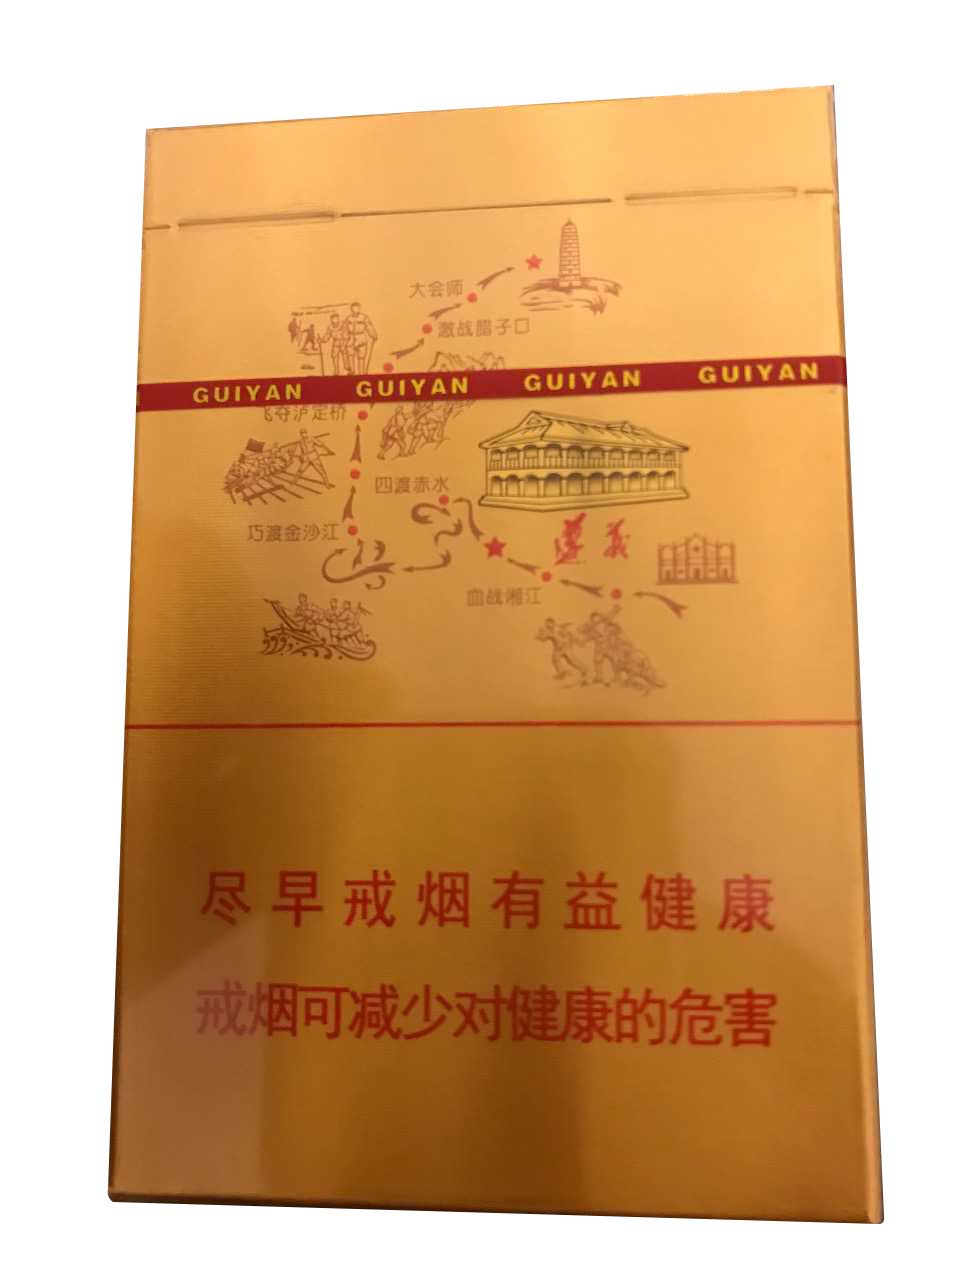 大会师
激战腊子口
GUIYAN GUIYAN GUIYAN GUIYAN
飞夺泸定桥
四渡赤水
巧渡金沙江
遵义
血战湘江
尽早戒烟有益健康
戒烟可减少对健康的危害